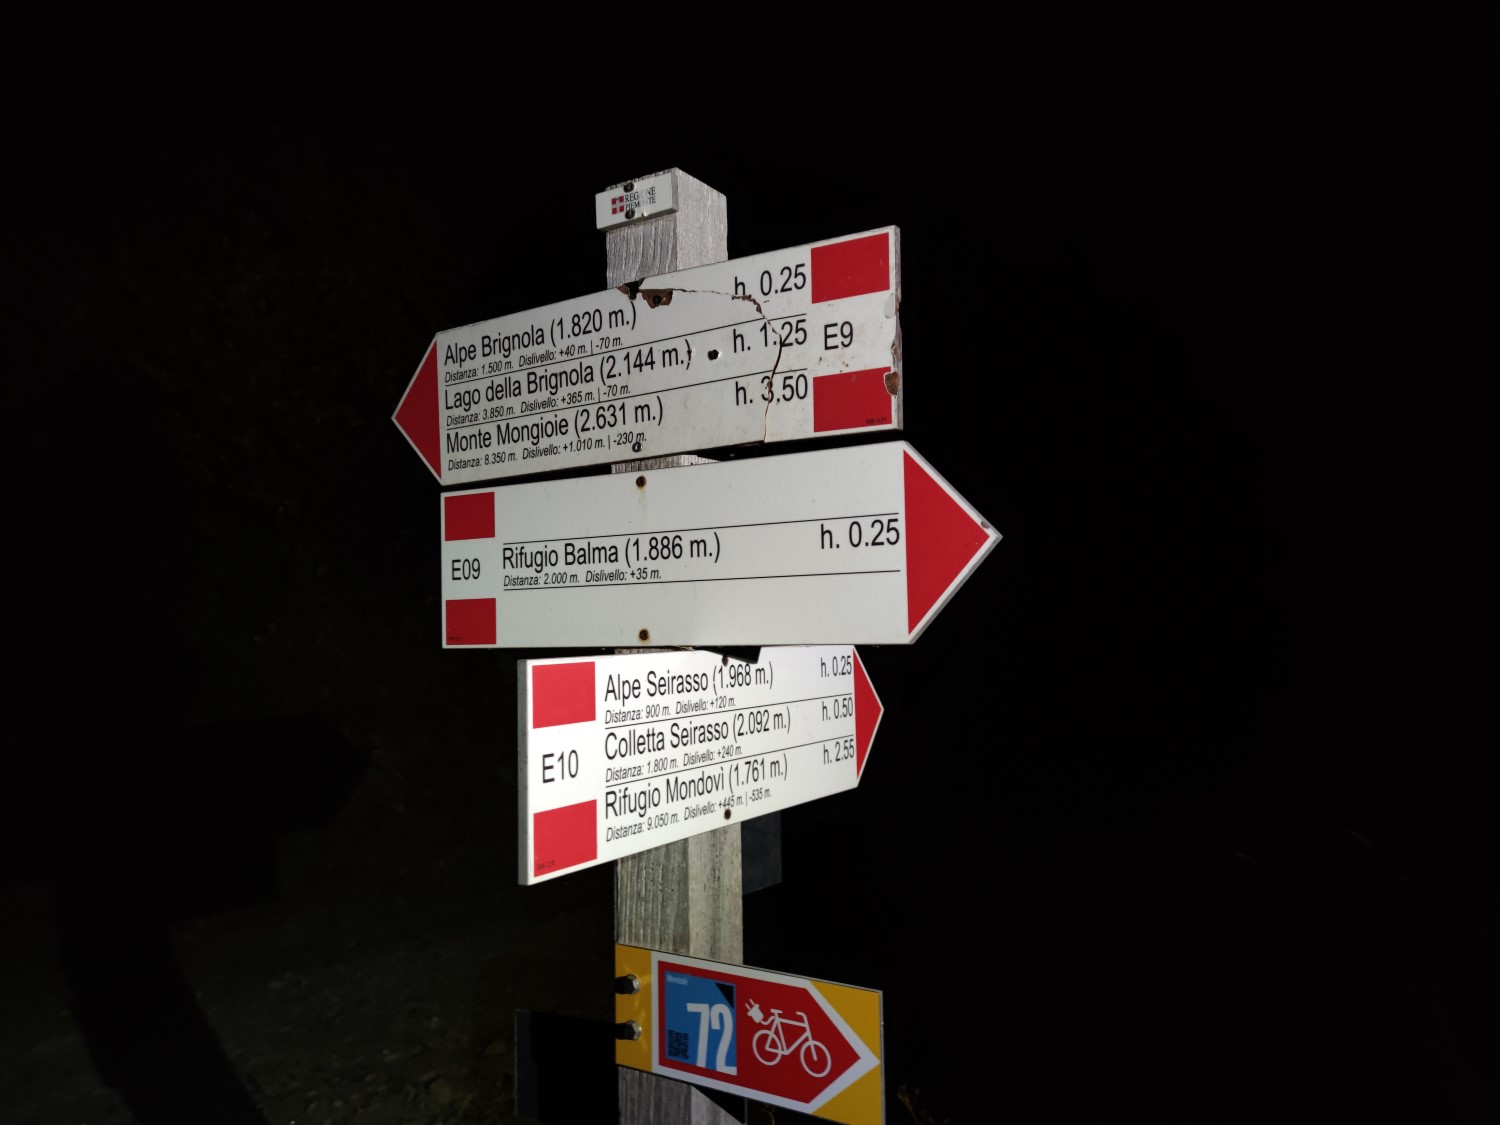 REGIONE
PIEMONTE
Alpe Brignola (1.820 m.) h. 0.25
Distanza: 1.500 m. Dislivello: +40 m. | -70 m.
Lago della Brignola (2.144 m.) h. 1.25
Distanza: 3.850 m. Dislivello: +365 m. | -70 m.
Monte Mongioie (2.631 m.) h. 3.50
Distanza: 8.350 m. Dislivello: +1.010 m. | -230 m.
E9
E09
Rifugio Balma (1.886 m.) h. 0.25
Distanza: 2.000 m. Dislivello: +35 m.
E10
Alpe Seirasso (1.968 m.) h. 0.25
Distanza: 900 m. Dislivello: +120 m.
Colletta Seirasso (2.092 m.) h. 0.50
Distanza: 1.800 m. Dislivello: +240 m.
Rifugio Mondovì (1.761 m.) h. 2.55
Distanza: 9.050 m. Dislivello: +445 m. | -535 m.
72